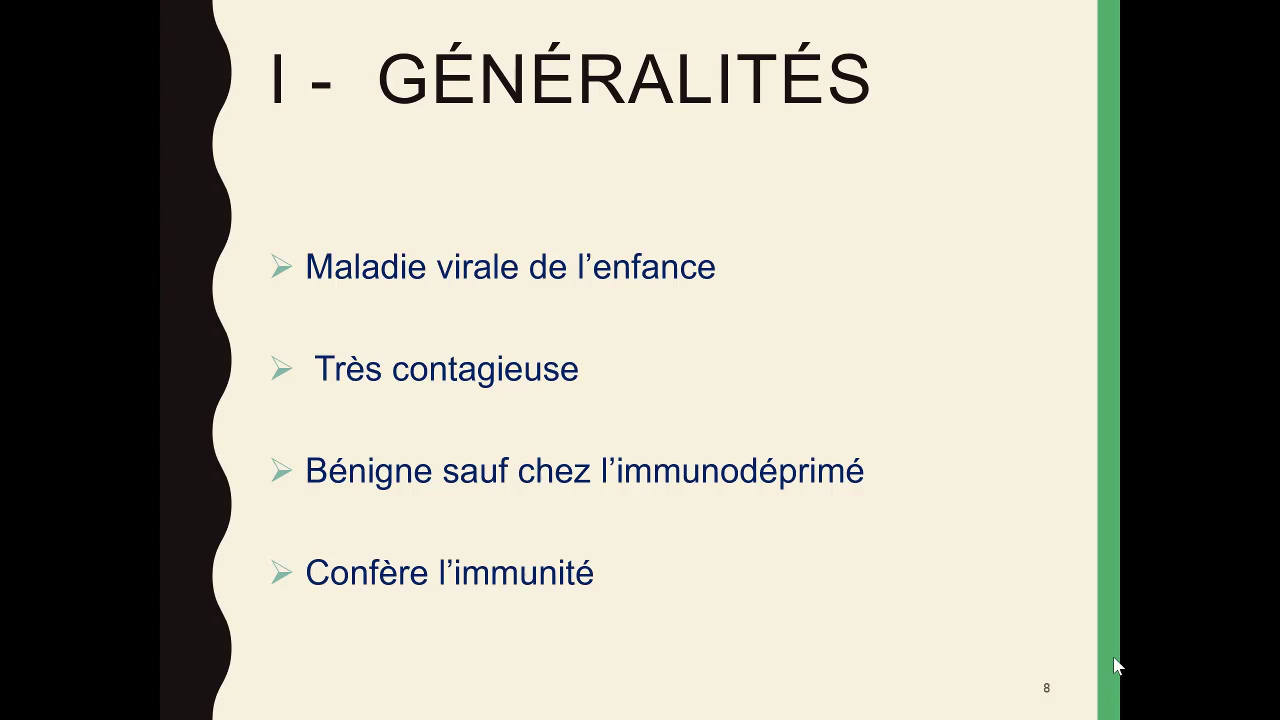 I - GÉNÉRALITÉS
Maladie virale de l’enfance
Très contagieuse
Bénigne sauf chez l’immunodéprimé
Confère l’immunité
8